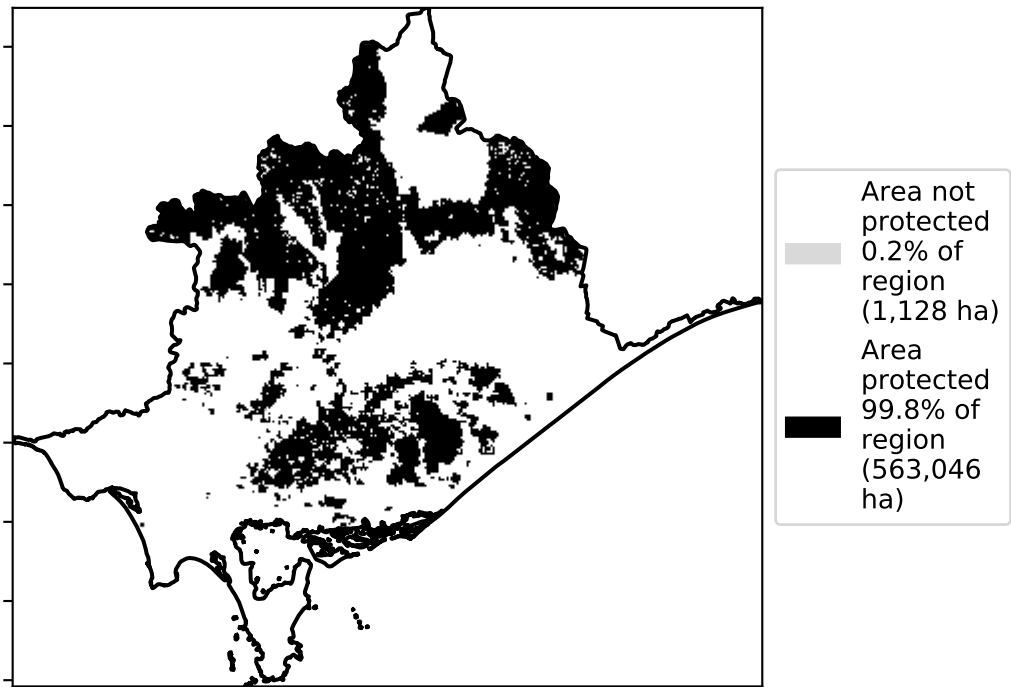 Area not
protected
0.2% of
region
(1,128 ha)
Area
protected
99.8% of
region
(563,046
ha)